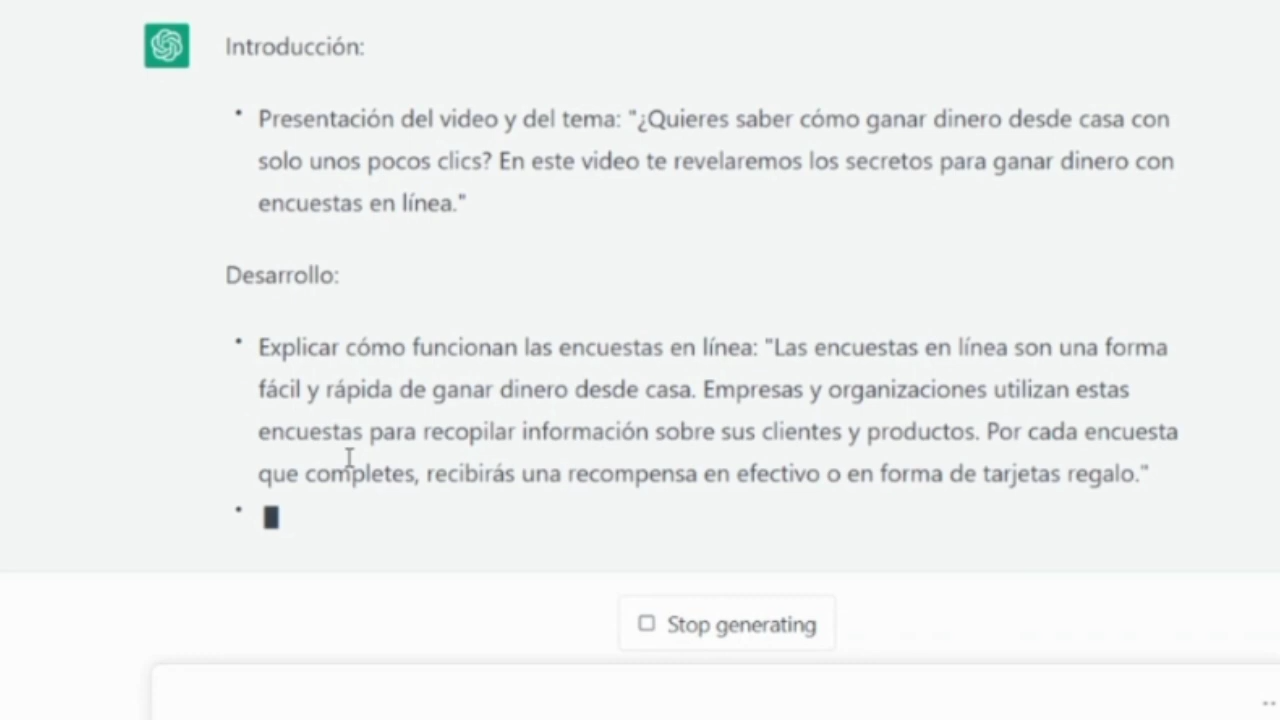 Introducción:
Presentación del video y del tema: "¿Quieres saber cómo ganar dinero desde casa con
solo unos pocos clics? En este video te revelaremos los secretos para ganar dinero con
encuestas en línea."
Desarrollo:
Explicar cómo funcionan las encuestas en línea: "Las encuestas en línea son una forma
fácil y rápida de ganar dinero desde casa. Empresas y organizaciones utilizan estas
encuestas para recopilar información sobre sus clientes y productos. Por cada encuesta
que completes, recibirás una recompensa en efectivo o en forma de tarjetas regalo."
Stop generating